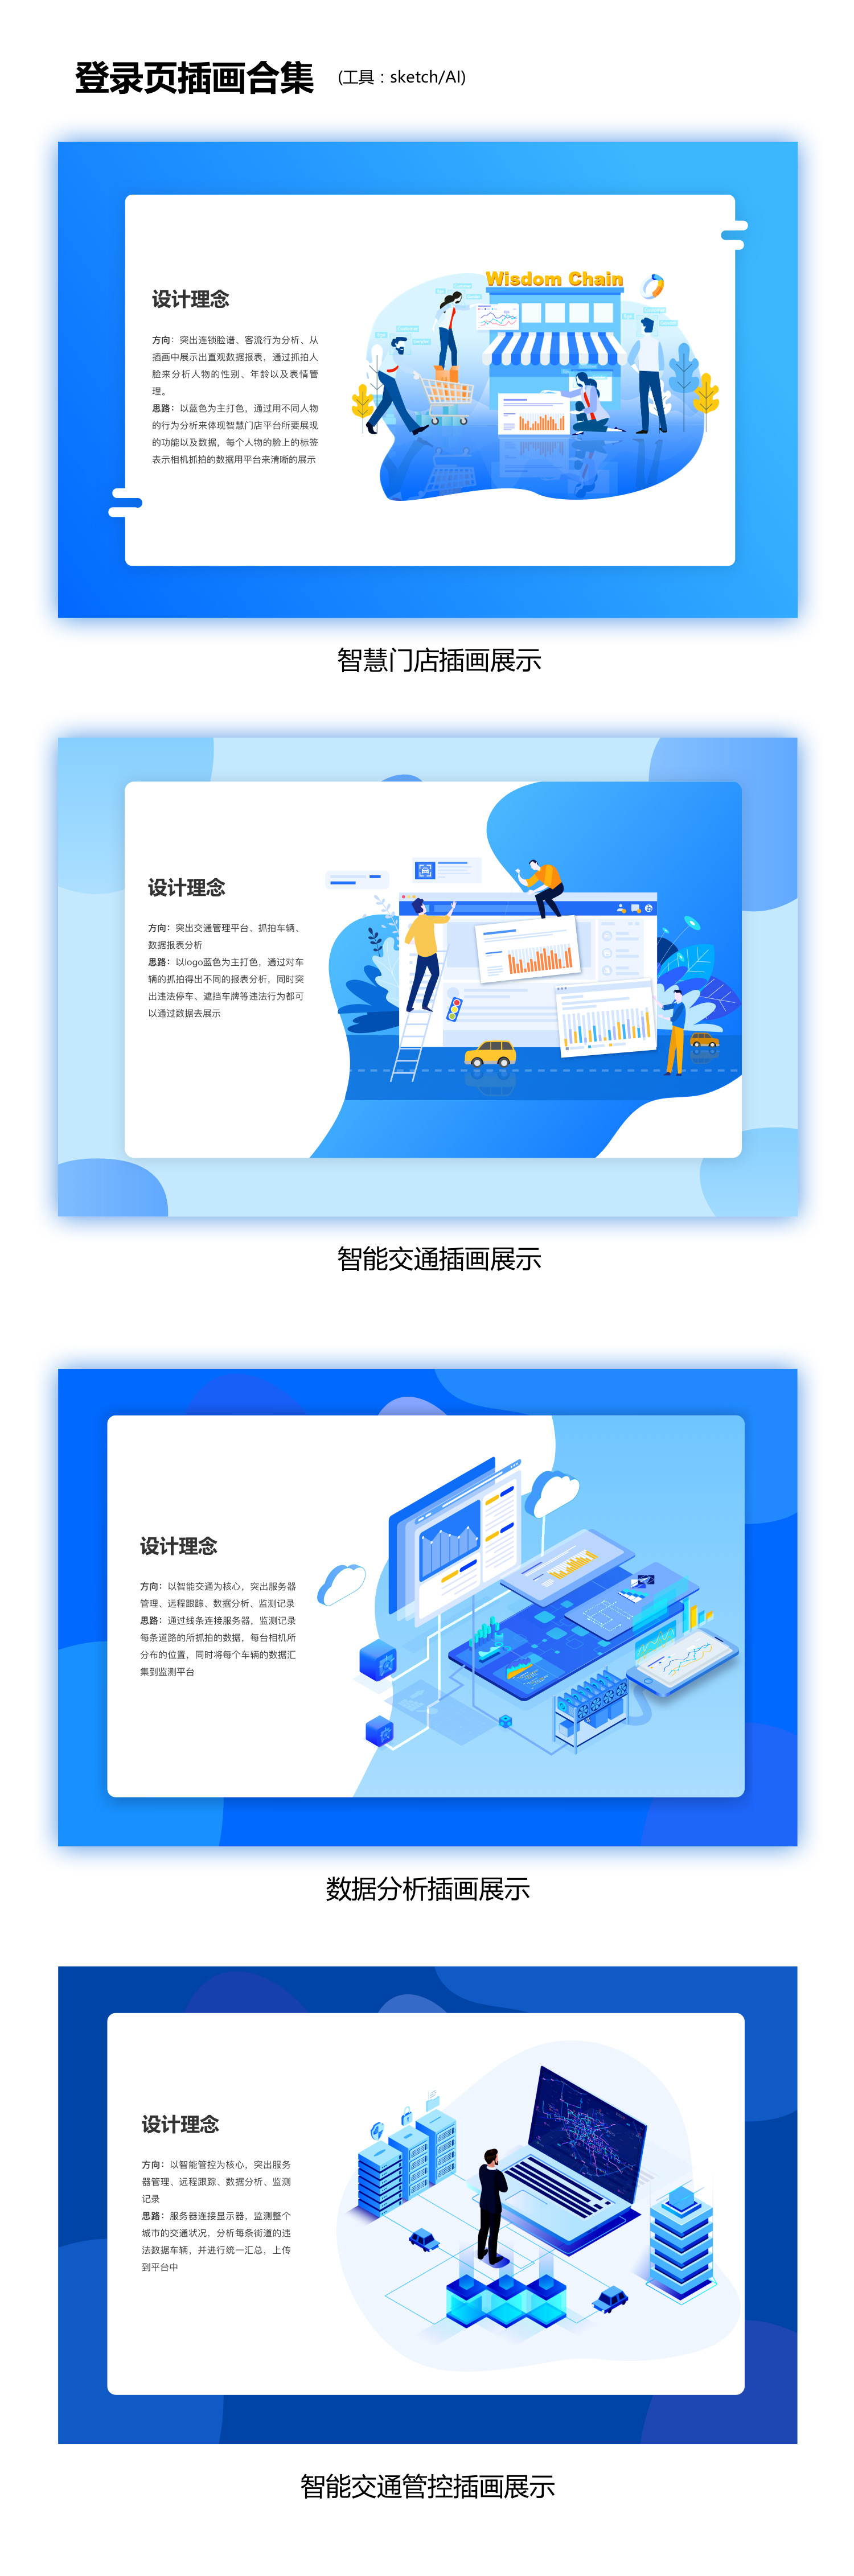 登录页插画合集 (工具：sketch/AI)
Wisdom Chain
设计理念
方向：突出连锁脸谱、客流行为分析、从
插画中展示出直观数据报表，通过抓拍人
脸来分析人物的性别、年龄以及表情管
理。
思路：以蓝色为主打色，通过用不同人物
的行为分析来体现智慧门店平台所要展现
的功能以及数据，每个人物的脸上的标签
表示相机抓拍的数据用平台来清晰的展示
智慧门店插画展示
设计理念
方向：突出交通管理平台、抓拍车辆、
数据报表分析
思路：以logo蓝色为主打色，通过对车
辆的抓拍得出不同的报表分析，同时突
出违法停车、遮挡车牌等违法行为都可
以通过数据去展示
智能交通插画展示
设计理念
方向：以智能交通为核心，突出服务器
管理、远程跟踪、数据分析、监测记录
思路：通过线条连接服务器，监测记录
每条道路的所抓拍的数据，每台相机所
分布的位置，同时将每个车辆的数据汇
集到监测平台
数据分析插画展示
设计理念
方向：以智能管控为核心，突出服务
器管理、远程跟踪、数据分析、监测
记录
思路：服务器连接显示器，监测整个
城市的交通状况，分析每条街道的违
法数据车辆，并进行统一汇总，上传
到平台中
智能交通管控插画展示